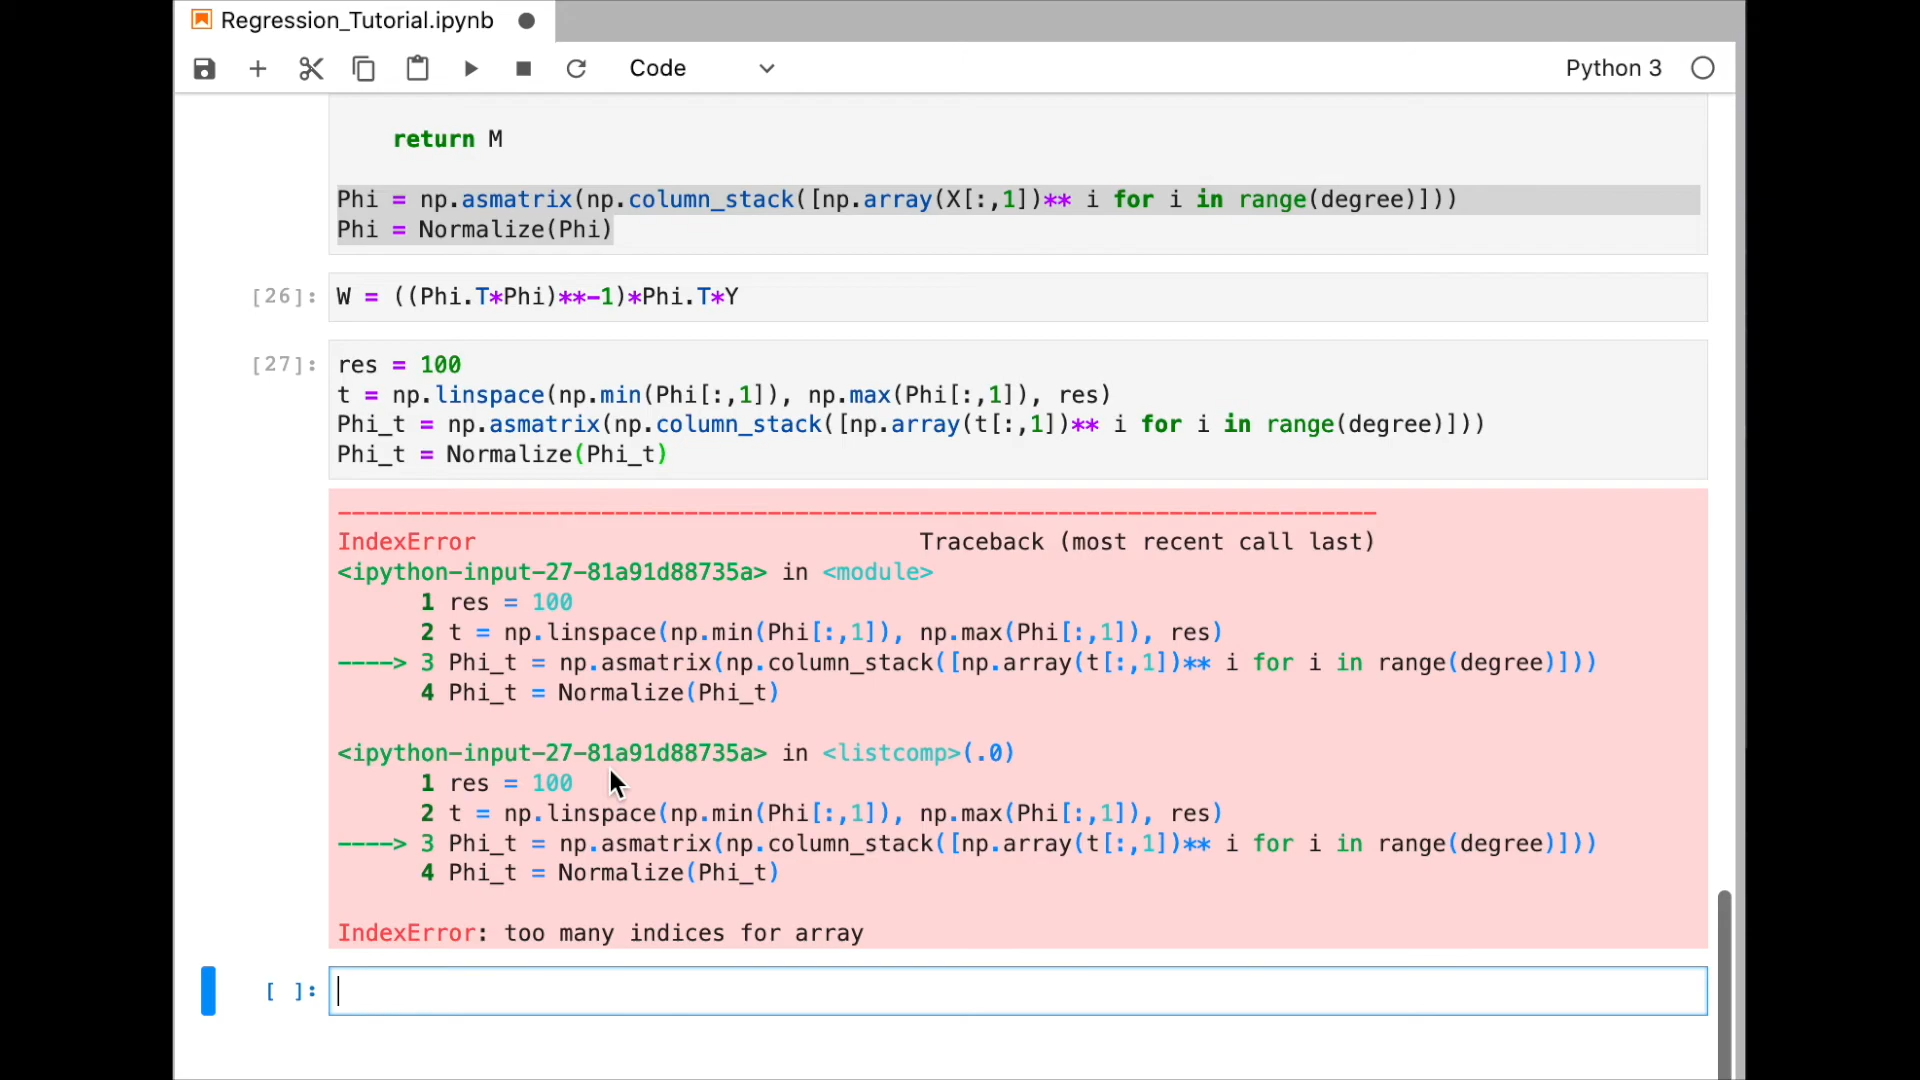 Regression_Tutorial.ipynb
Code
Python 3
return M
Phi = np.asmatrix(np.column_stack([np.array(X[:,1])** i for i in range(degree)]))
Phi = Normalize(Phi)
[26]: W = ((Phi.T*Phi)**-1)*Phi.T*Y
[27]: res = 100
t = np.linspace(np.min(Phi[:,1]), np.max(Phi[:,1]), res)
Phi_t = np.asmatrix(np.column_stack([np.array(t[:,1])** i for i in range(degree)]))
Phi_t = Normalize(Phi_t)
---------------------------------------------------------------------------
IndexError Traceback (most recent call last)
<ipython-input-27-81a91d88735a> in <module>
1 res = 100
2 t = np.linspace(np.min(Phi[:,1]), np.max(Phi[:,1]), res)
----> 3 Phi_t = np.asmatrix(np.column_stack([np.array(t[:,1])** i for i in range(degree)]))
4 Phi_t = Normalize(Phi_t)
<ipython-input-27-81a91d88735a> in <listcomp>(.0)
1 res = 100
2 t = np.linspace(np.min(Phi[:,1]), np.max(Phi[:,1]), res)
----> 3 Phi_t = np.asmatrix(np.column_stack([np.array(t[:,1])** i for i in range(degree)]))
4 Phi_t = Normalize(Phi_t)
IndexError: too many indices for array
[ ]: